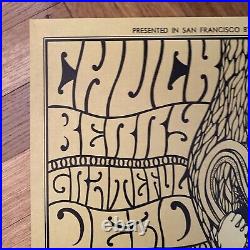 PRESENTED IN SAN FRANCISCO B
CHUCK
BERRY
GRATEFUL
DEAD